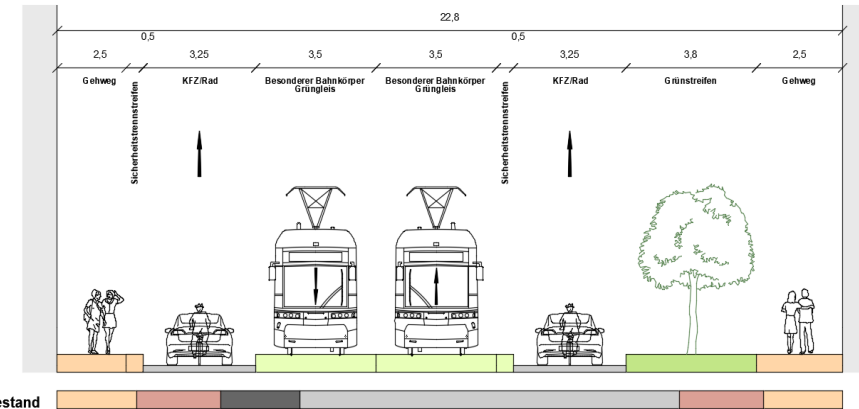 22,8
0,5
0,5
2,5
3,25
3,5
3,5
3,25
3,8
2,5
Gehweg
Sicherheitstrennstreifen
KFZ/Rad
Besonderer Bahnkörper
Grüngleis
Besonderer Bahnkörper
Grüngleis
Sicherheitstrennstreifen
KFZ/Rad
Grünstreifen
Gehweg
estand